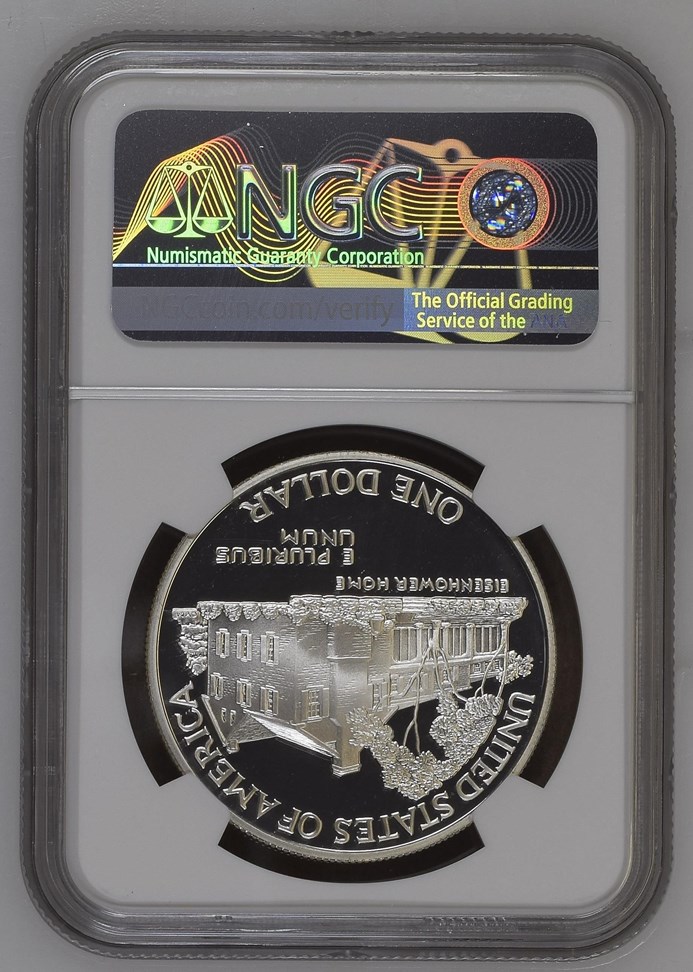 NGC
Numismatic Guaranty Corporation
NGCcoin.com/verify
The Official Grading
Service of the ANA
UNITED STATES OF AMERICA
EISENHOWER HOME
E PLURIBUS
UNUM
ONE DOLLAR